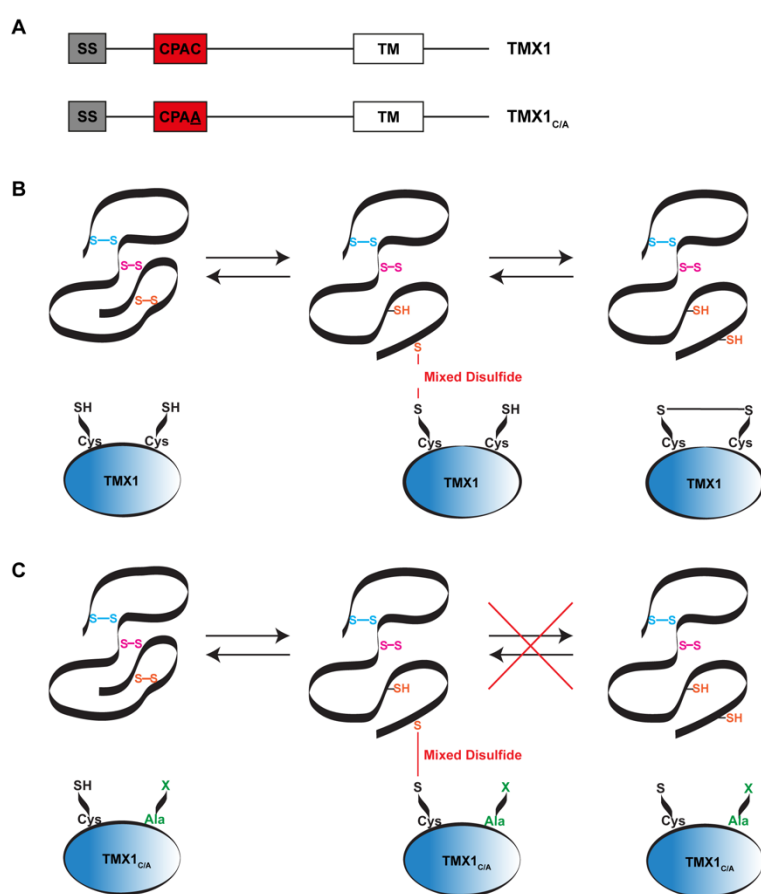 A
SS CPAC TM TMX1
SS CPAA TM TMX1C/A
B
S–S S–S S–S
S–S S–S S–S
S–S SH SH
S SH
Mixed Disulfide
SH SH S SH S S
Cys Cys Cys Cys Cys Cys
TMX1 TMX1 TMX1
C
S–S S–S S–S
S–S S–S S–S
S–S SH SH
S SH
Mixed Disulfide
SH X S X S X
Cys Ala Cys Ala Cys Ala
TMX1C/A TMX1C/A TMX1C/A